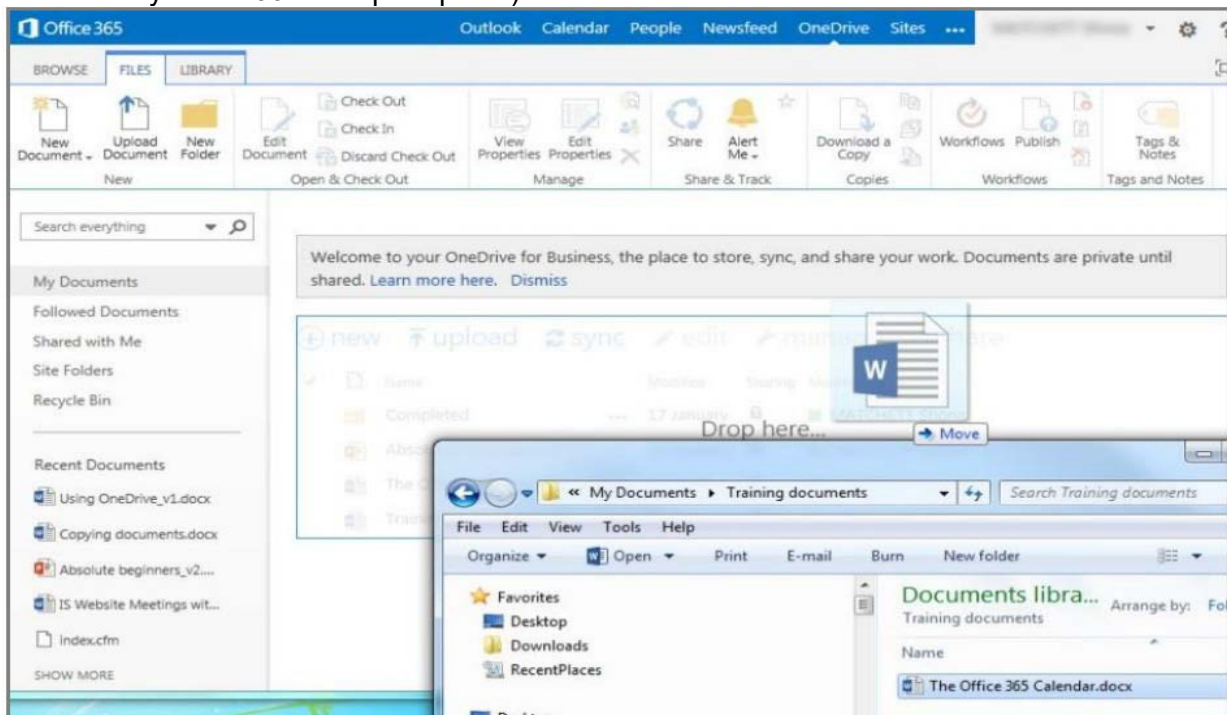 Office 365
Outlook Calendar People Newsfeed OneDrive Sites •••
BROWSE FILES LIBRARY
New Document
Upload Document
New Folder
New
Edit Document
Check Out
Check In
Discard Check Out
Open & Check Out
View Properties
Edit Properties
Manage
Share
Alert Me
Share & Track
Download a Copy
Copies
Workflows
Publish
Workflows
Tags & Notes
Tags and Notes
Search everything
My Documents
Followed Documents
Shared with Me
Site Folders
Recycle Bin
Recent Documents
Using OneDrive_v1.docx
Copying documents.docx
Absolute beginners_v2....
IS Website Meetings wit...
index.cfm
SHOW MORE
Welcome to your OneDrive for Business, the place to store, sync, and share your work. Documents are private until
shared. Learn more here. Dismiss
new upload sync edit
Name Modified Sharing
Completed ••• 17 January
W
Drop here...
Move
« My Documents ▸ Training documents
Search Training documents
File Edit View Tools Help
Organize Open Print E-mail Burn New folder
Favorites
Desktop
Downloads
RecentPlaces
Documents libra...
Training documents
Arrange by:
Name
The Office 365 Calendar.docx